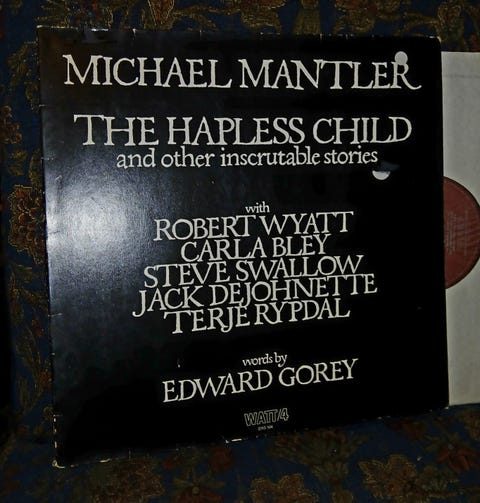 MICHAEL MANTLER
THE HAPLESS CHILD
and other inscrutable stories
with
ROBERT WYATT
CARLA BLEY
STEVE SWALLOW
JACK DEJOHNETTE
TERJE RYPDAL
words by
EDWARD GOREY
WATT/4